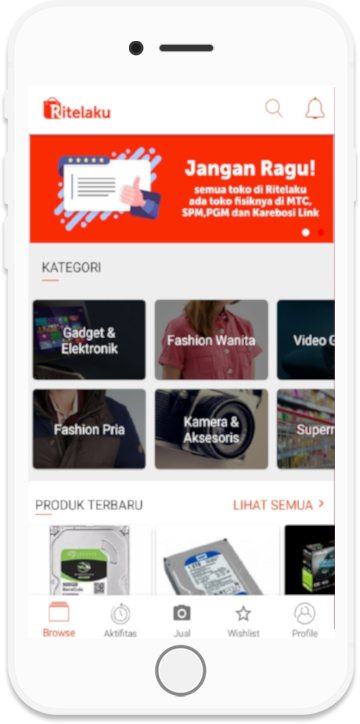 Ritelaku
Jangan Ragu!
semua toko di Ritelaku
ada toko fisiknya di MTC,
SPM,PGM dan Karebosi Link
KATEGORI
Gadget &
Elektronik
Fashion Wanita
Video G
Fashion Pria
Kamera &
Aksesoris
Superm
PRODUK TERBARU
LIHAT SEMUA >
Browse
Aktifitas
Jual
Wishlist
Profile